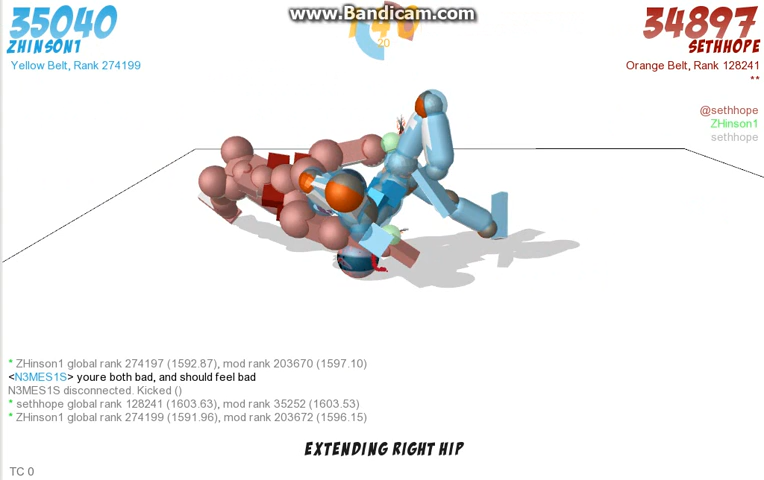 www.Bandicam.com
35040
ZHINSON1
Yellow Belt, Rank 274199
20
34897
SETHHOPE
Orange Belt, Rank 128241
**
@sethhope
ZHinson1
sethhope
* ZHinson1 global rank 274197 (1592.87), mod rank 203670 (1597.10)
<N3MES1S> youre both bad, and should feel bad
N3MES1S disconnected. Kicked ()
* sethhope global rank 128241 (1603.63), mod rank 35252 (1603.53)
* ZHinson1 global rank 274199 (1591.96), mod rank 203672 (1596.15)
EXTENDING RIGHT HIP
TC 0